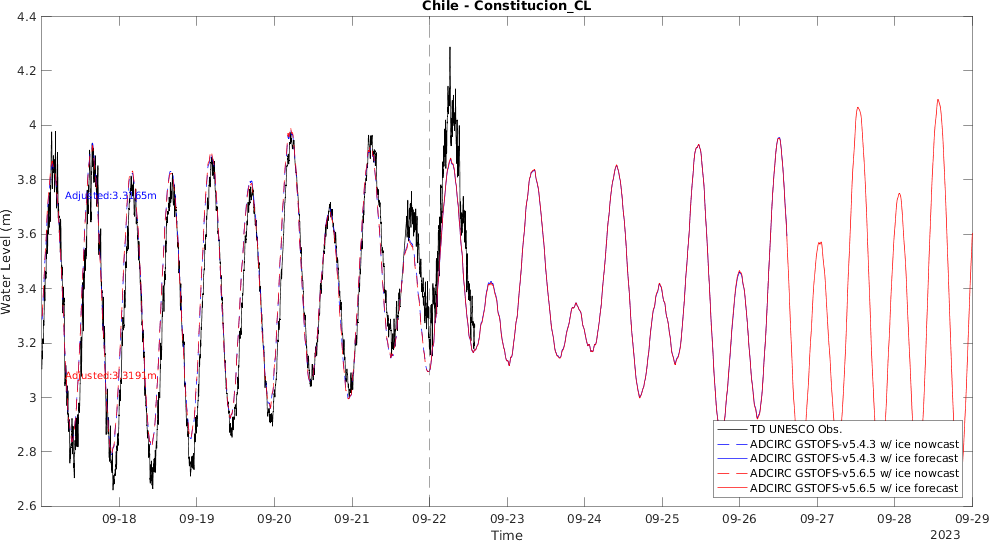 Chile - Constitucion_CL
4.4
4.2
4
3.8
3.6
3.4
3.2
3
2.8
2.6
Water Level (m)
Adjusted:3.3191m
TD UNESCO Obs.
ADCIRC GSTOFS-v5.4.3 w/ ice nowcast
ADCIRC GSTOFS-v5.4.3 w/ ice forecast
ADCIRC GSTOFS-v5.6.5 w/ ice nowcast
ADCIRC GSTOFS-v5.6.5 w/ ice forecast
09-18 09-19 09-20 09-21 09-22 09-23 09-24 09-25 09-26 09-27 09-28 09-29
Time
2023